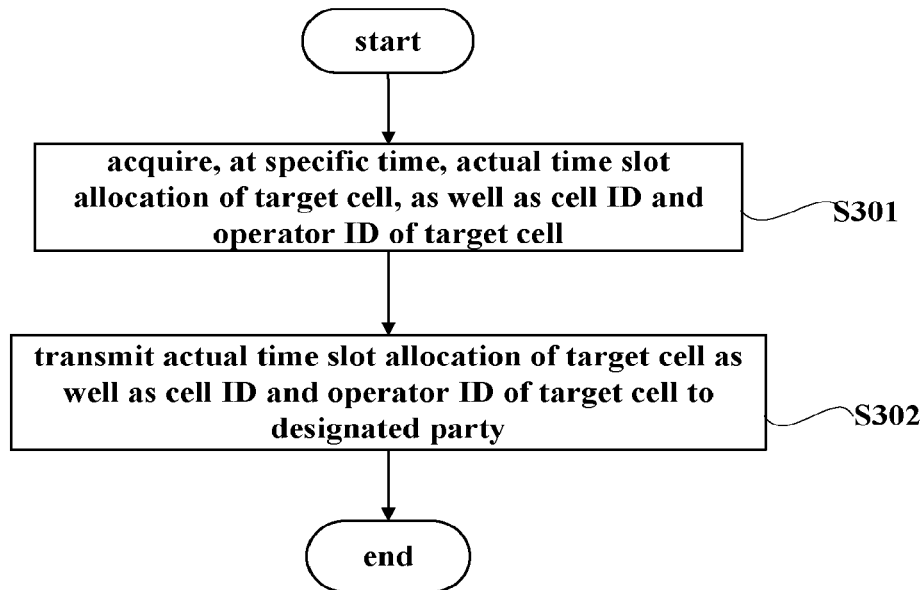 start
acquire, at specific time, actual time slot
allocation of target cell, as well as cell ID and
operator ID of target cell
S301
transmit actual time slot allocation of target cell as
well as cell ID and operator ID of target cell to
designated party
S302
end